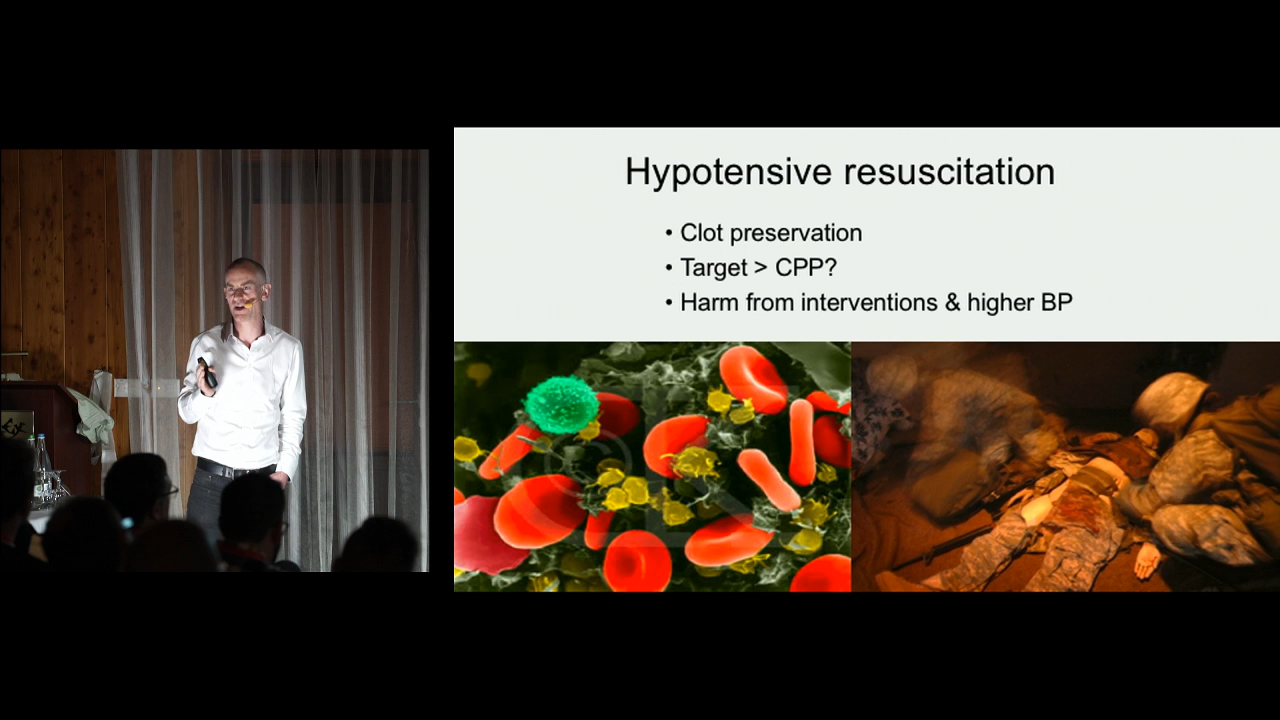 Hypotensive resuscitation
• Clot preservation
• Target > CPP?
• Harm from interventions & higher BP